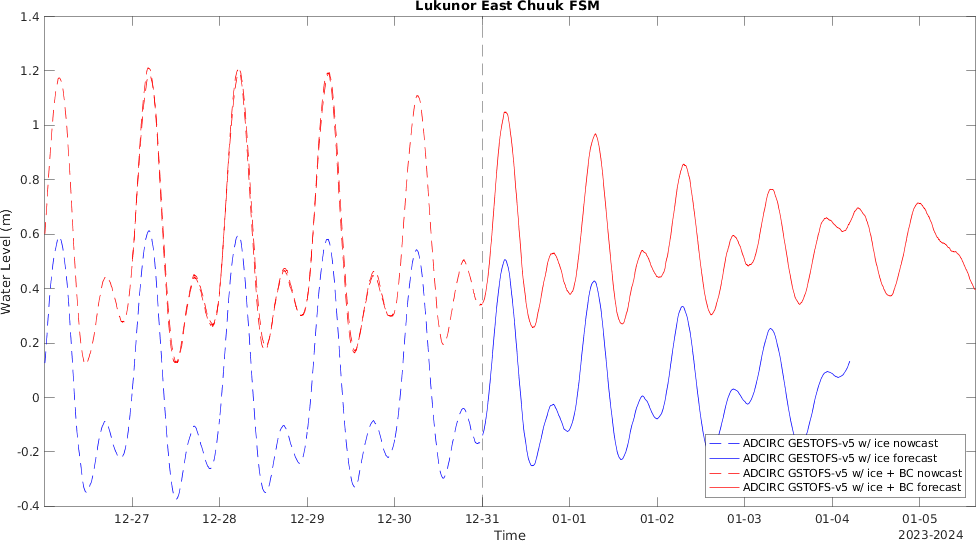 Lukunor East Chuuk FSM
1.4
1.2
1
0.8
0.6
0.4
0.2
0
-0.2
-0.4
Water Level (m)
12-27 12-28 12-29 12-30 12-31 01-01 01-02 01-03 01-04 01-05
Time
2023-2024
ADCIRC GESTOFS-v5 w/ ice nowcast
ADCIRC GESTOFS-v5 w/ ice forecast
ADCIRC GSTOFS-v5 w/ ice + BC nowcast
ADCIRC GSTOFS-v5 w/ ice + BC forecast